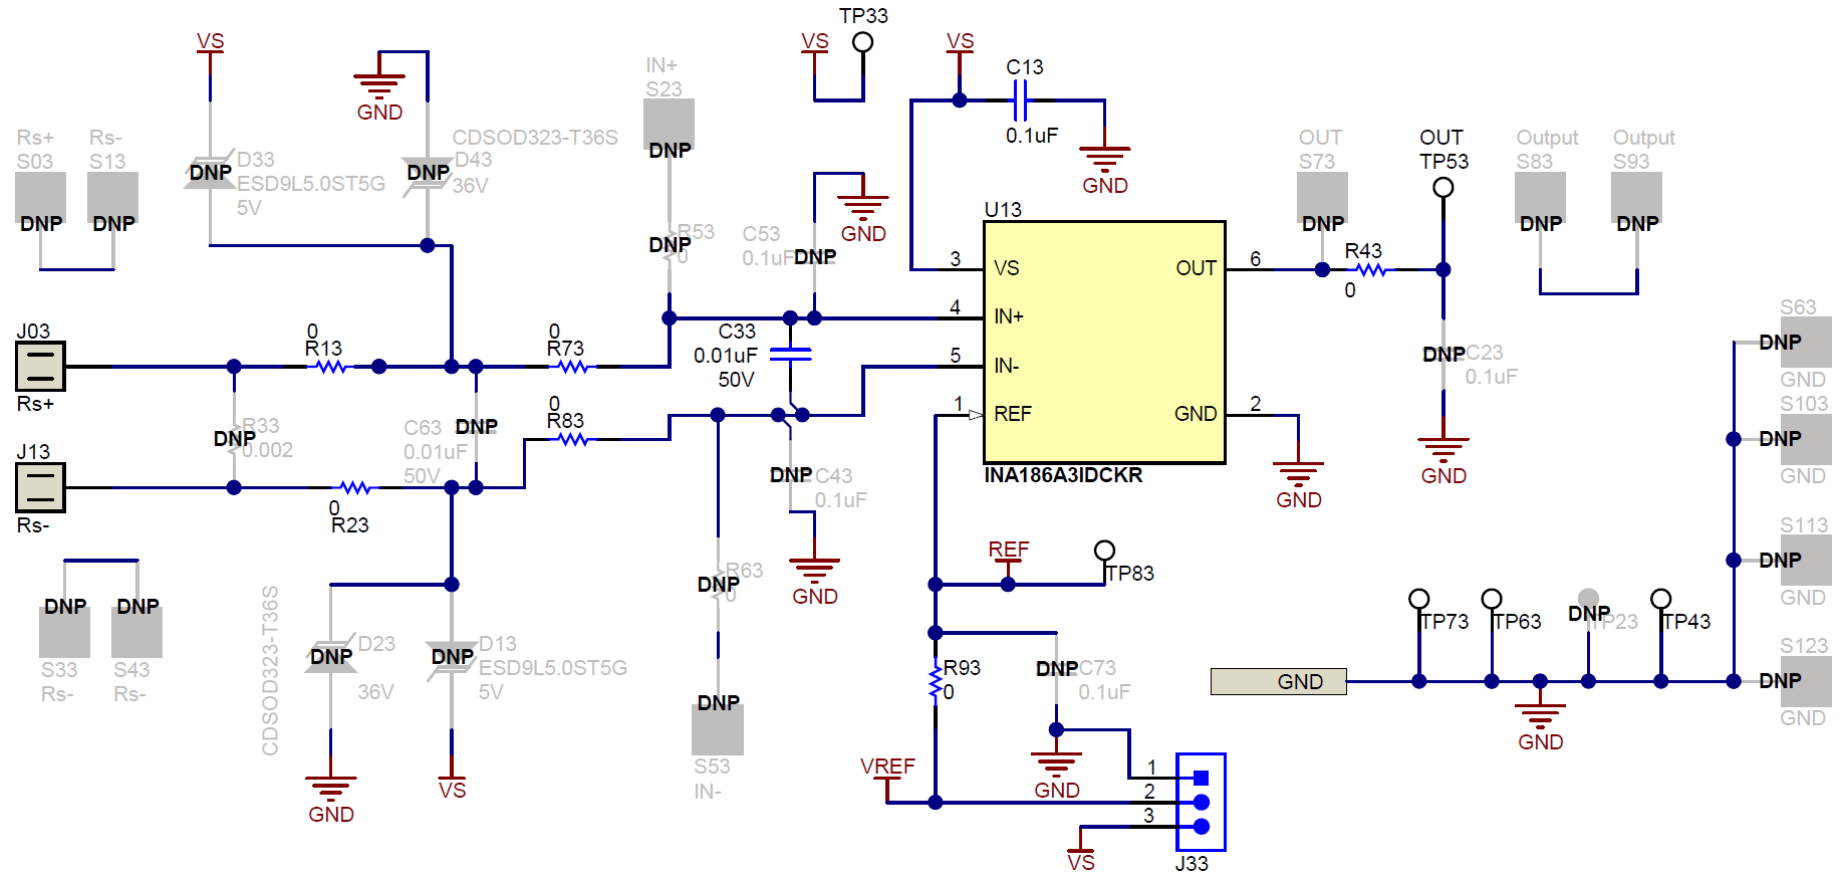 TP33
VS
GND
VS
VS
IN+
S23
DNP
C13
0.1uF
GND
Rs+
S03
DNP
Rs-
S13
DNP
DNP
D33
ESD9L5.0ST5G
5V
CDSOD323-T36S
DNP
D43
36V
OUT
S73
DNP
OUT
TP53
Output
S83
DNP
Output
S93
DNP
DNP
R53
0
C53
0.1uF
DNP
GND
U13
3
VS
OUT
6
4
IN+
5
IN-
1
REF
GND
2
INA186A3IDCKR
GND
R43
0
DNP
C23
0.1uF
GND
J03
Rs+
0
R13
0
R73
C33
0.01uF
50V
0
R83
DNP
R33
0.002
C63
0.01uF
50V
DNP
J13
Rs-
0
R23
DNP
C43
0.1uF
GND
S63
DNP
GND
S103
DNP
GND
S113
DNP
GND
S123
DNP
GND
DNP
S33
Rs-
DNP
S43
Rs-
CDSOD323-T36S
DNP
D23
36V
GND
DNP
D13
ESD9L5.0ST5G
5V
VS
DNP
R63
0
DNP
S53
IN-
REF
TP83
R93
0
DNP
C73
0.1uF
GND
VREF
1
2
3
VS
J33
GND
TP73
TP63
DNP
TP23
TP43
GND